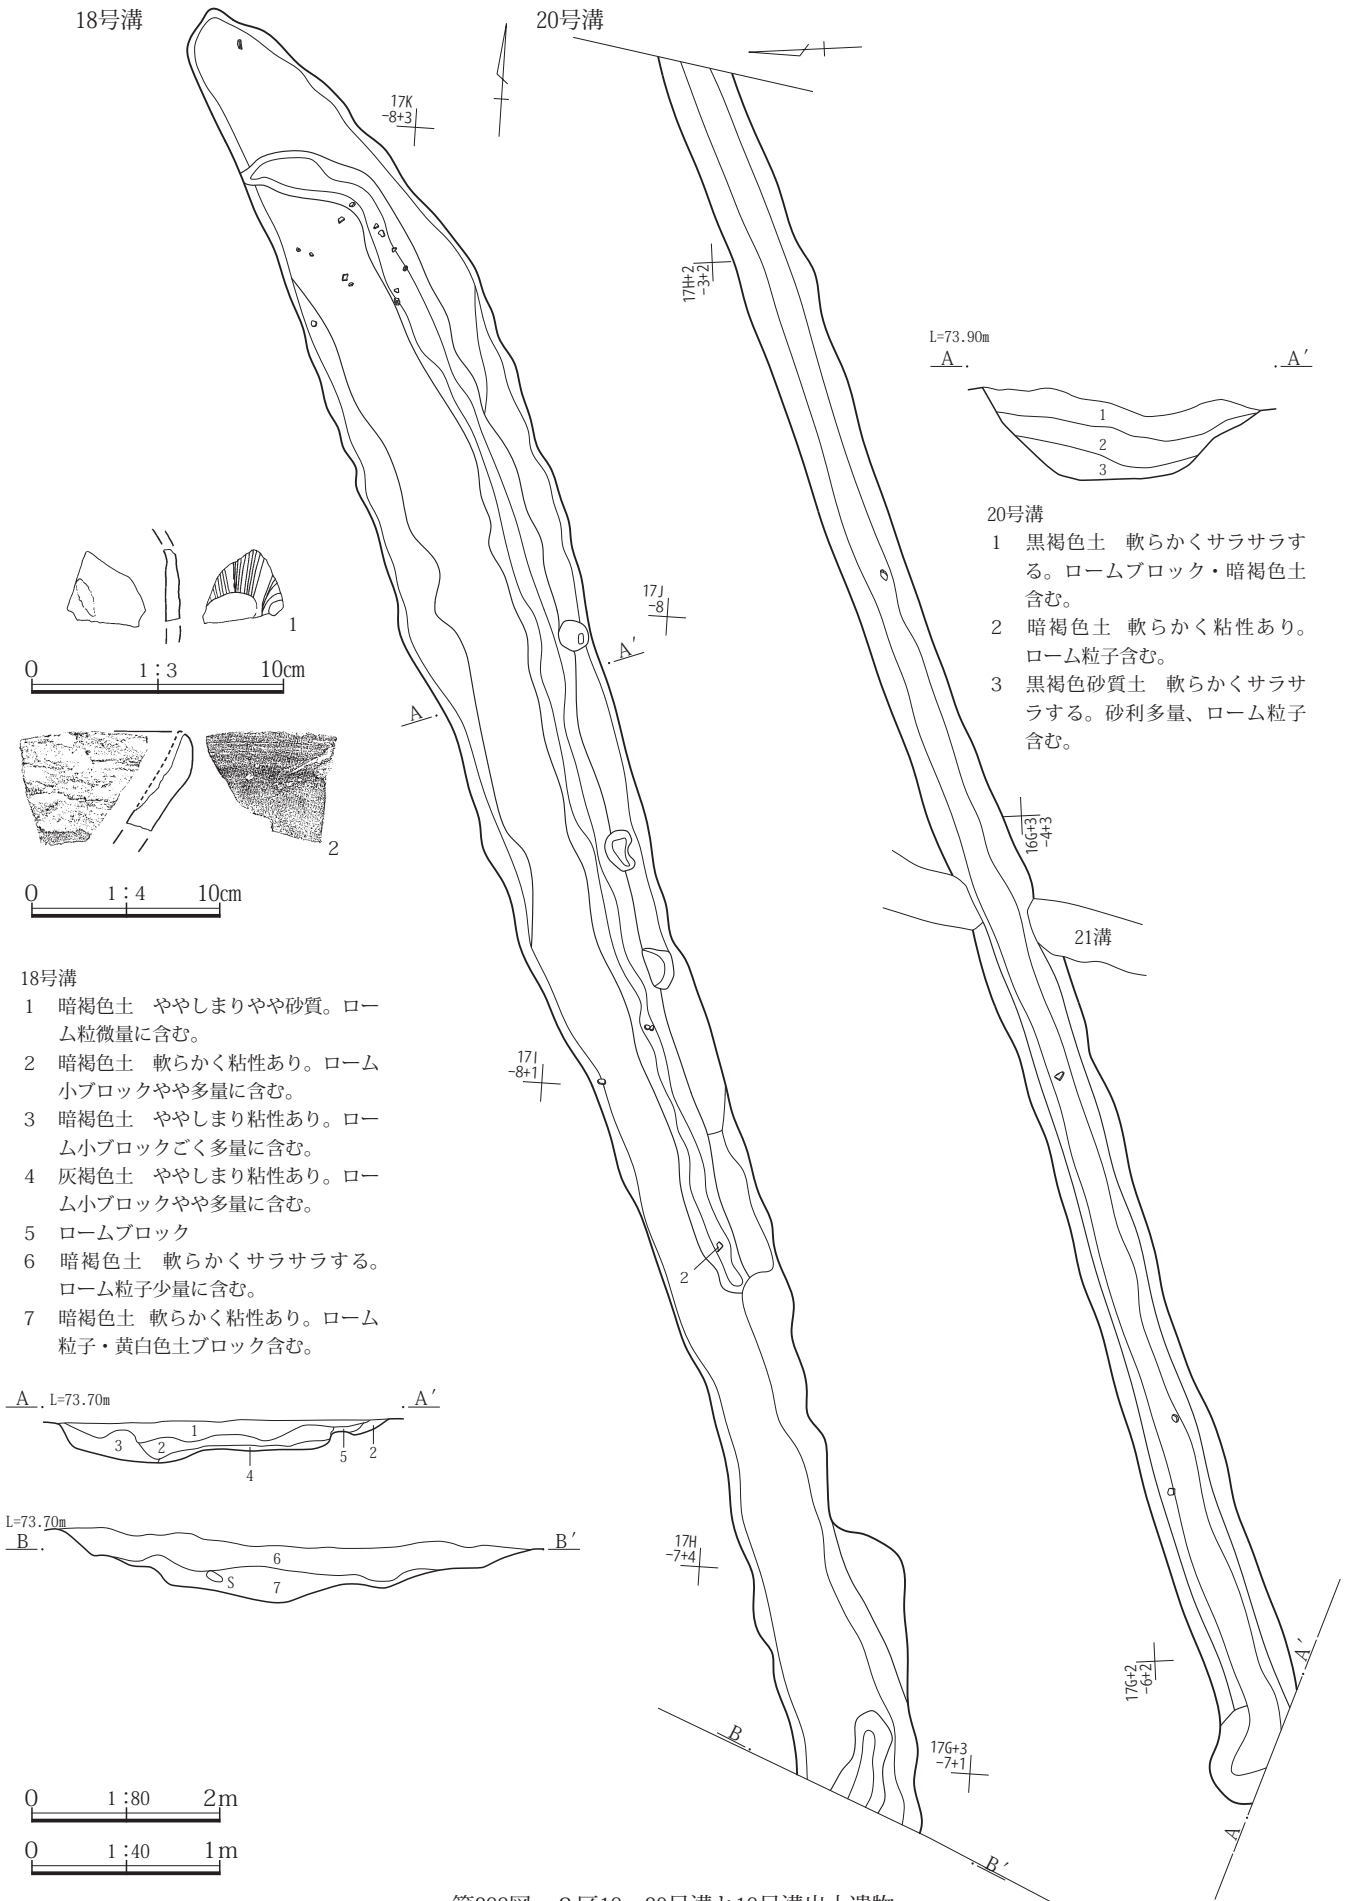 18号溝
20号溝
17K
-8+3
17H+2
-3+2
L=73.90m
A
A′
1
2
3
20号溝
1 黒褐色土 軟らかくサラサラす
る。ロームブロック・暗褐色土
含む。
2 暗褐色土 軟らかく粘性あり。
ローム粒子含む。
3 黒褐色砂質土 軟らかくサラサ
ラする。砂利多量、ローム粒子
含む。
1
0 1:3 10cm
17J
-8
A
A′
2
0 1:4 10cm
16G+3
-4+3
21溝
18号溝
1 暗褐色土 ややしまりやや砂質。ロー
ム粒微量に含む。
2 暗褐色土 軟らかく粘性あり。ローム
小ブロックやや多量に含む。
3 暗褐色土 ややしまり粘性あり。ロー
ム小ブロックごく多量に含む。
4 灰褐色土 ややしまり粘性あり。ロー
ム小ブロックやや多量に含む。
5 ロームブロック
6 暗褐色土 軟らかくサラサラする。
ローム粒子少量に含む。
7 暗褐色土 軟らかく粘性あり。ローム
粒子・黄白色土ブロック含む。
17I
-8+1
2
A L=73.70m A′
1
3
2
5
2
4
L=73.70m
B B′
6
S
7
17H
-7+4
17G+2
-6+2
17G+3
-7+1
B
B′
A′
A
0 1:80 2m
0 1:40 1m